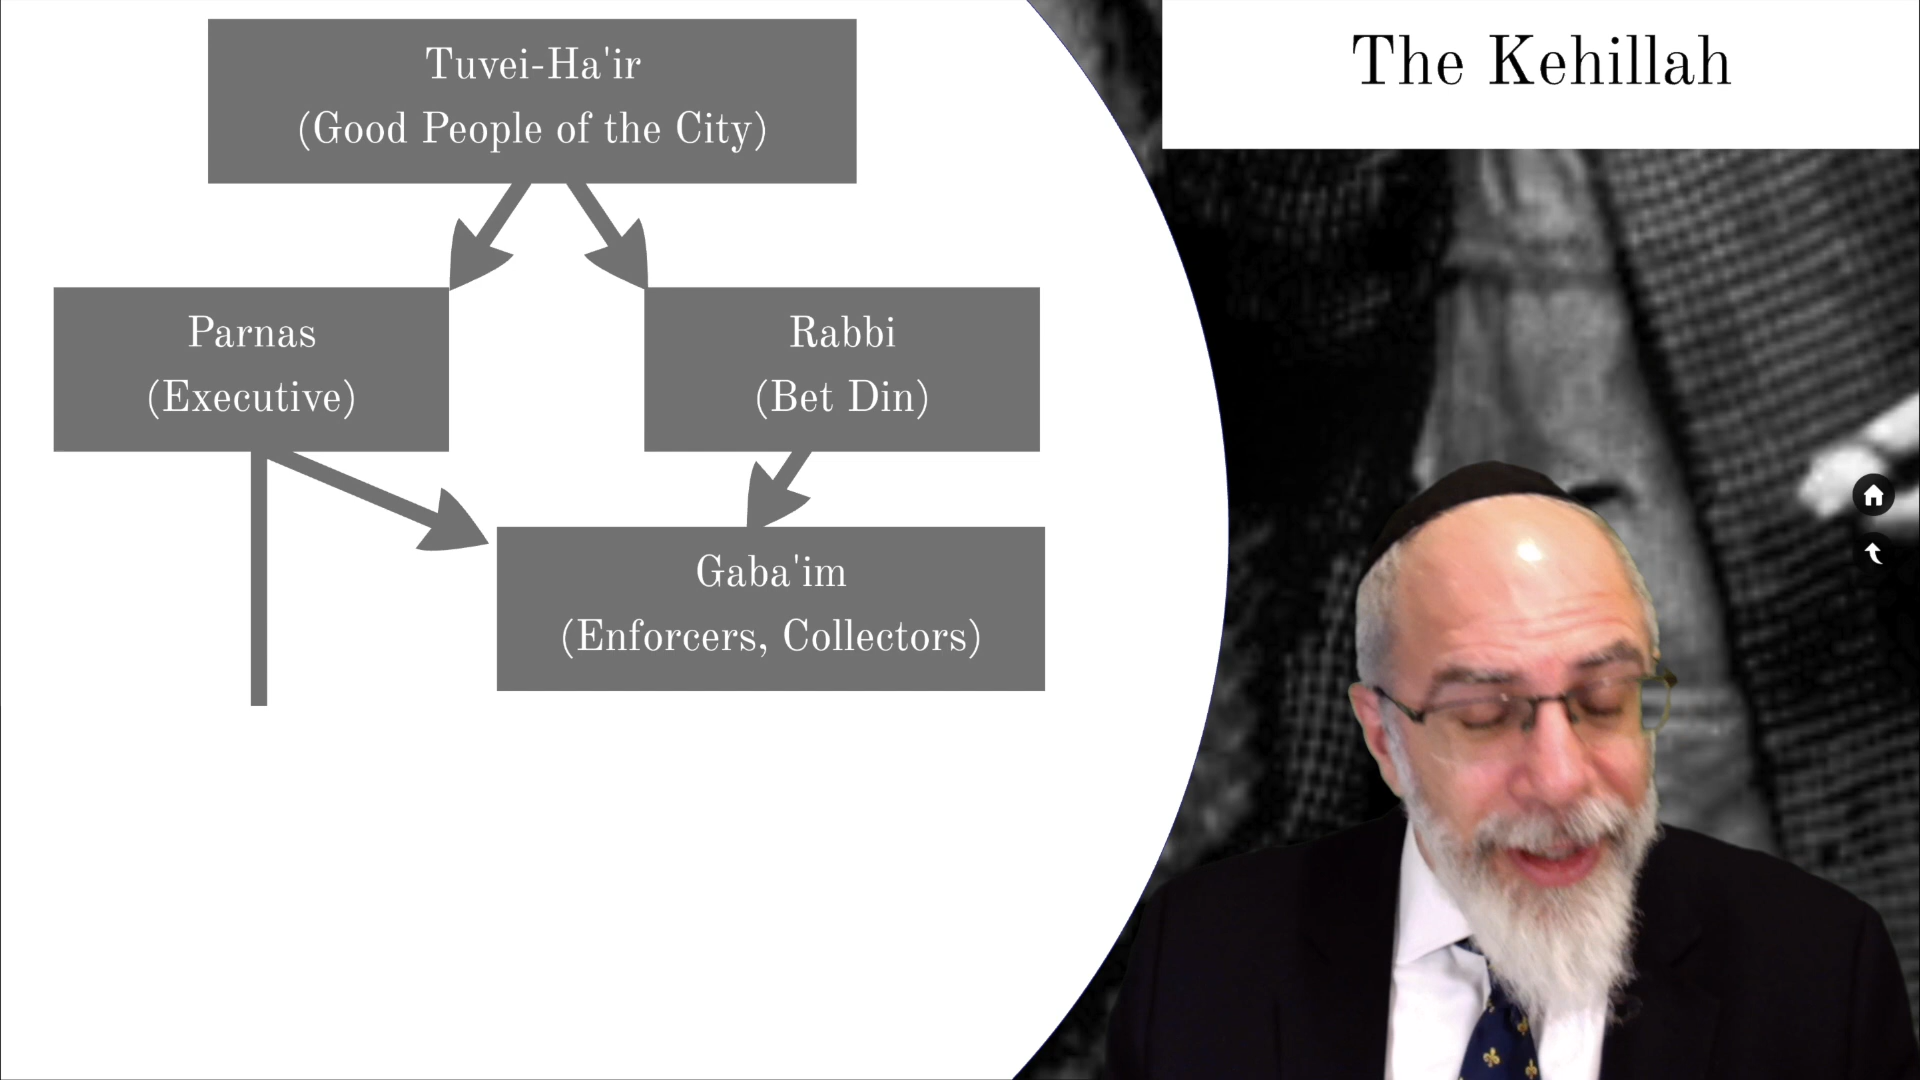 The Kehillah
Tuvei-Ha'ir
(Good People of the City)
Parnas
(Executive)
Rabbi
(Bet Din)
Gaba'im
(Enforcers, Collectors)